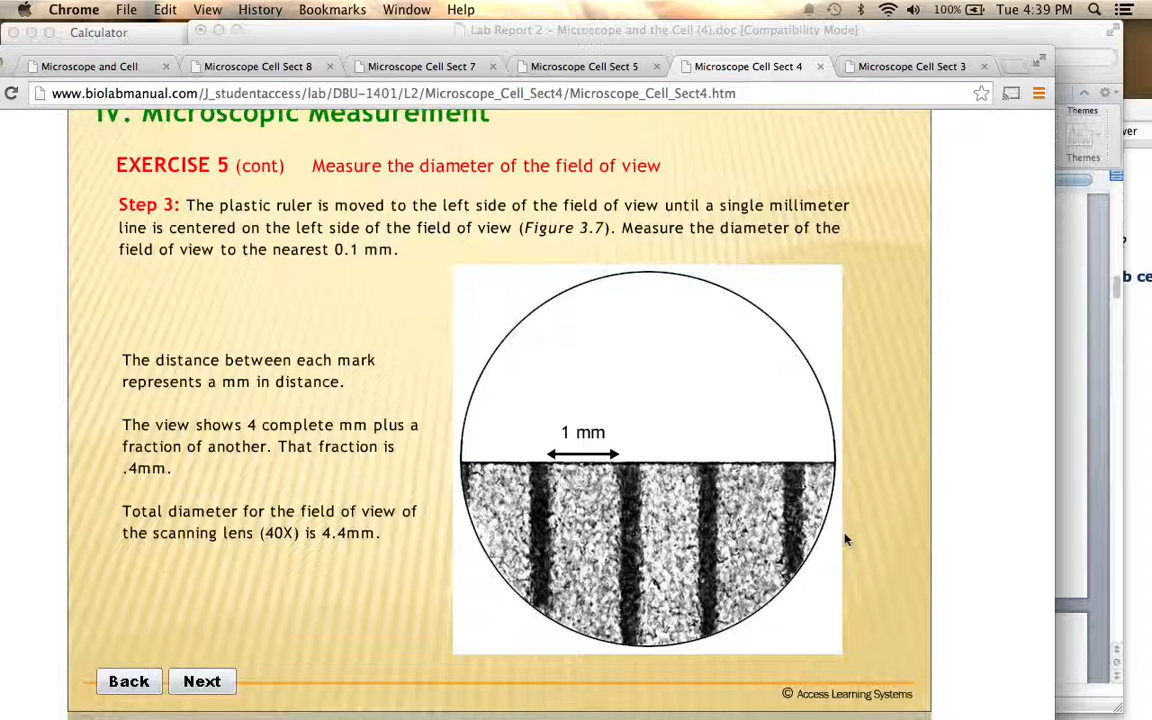 Chrome File Edit View History Bookmarks Window Help 100% Tue 4:39 PM
Calculator Lab Report 2 - Microscope and the Cell (4).doc [Compatibility Mode]
Microscope and Cell Microscope Cell Sect 8 Microscope Cell Sect 7 Microscope Cell Sect 5 Microscope Cell Sect 4 Microscope Cell Sect 3
www.biolabmanual.com/J_studentaccess/lab/DBU-1401/L2/Microscope_Cell_Sect4/Microscope_Cell_Sect4.htm
IV. Microscopic Measurement
Themes
Themes
EXERCISE 5 (cont) Measure the diameter of the field of view
Step 3: The plastic ruler is moved to the left side of the field of view until a single millimeter
line is centered on the left side of the field of view (Figure 3.7). Measure the diameter of the
field of view to the nearest 0.1 mm.
The distance between each mark
represents a mm in distance.
The view shows 4 complete mm plus a
fraction of another. That fraction is
.4mm.
Total diameter for the field of view of
the scanning lens (40X) is 4.4mm.
1 mm
Back Next
© Access Learning Systems